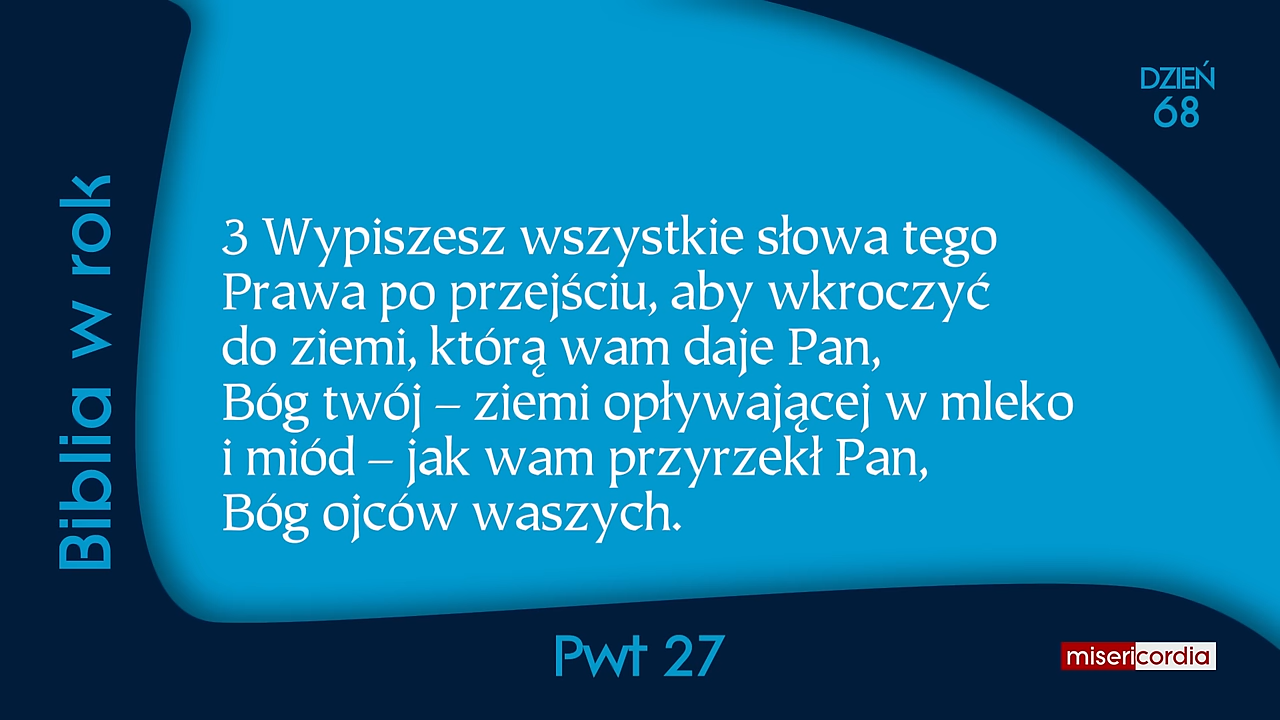 DZIEŃ
68
Biblia w rok
3 Wypiszesz wszystkie słowa tego
Prawa po przejściu, aby wkroczyć
do ziemi, którą wam daje Pan,
Bóg twój – ziemi opływającej w mleko
i miód – jak wam przyrzekł Pan,
Bóg ojców waszych.
Pwt 27
misericordia